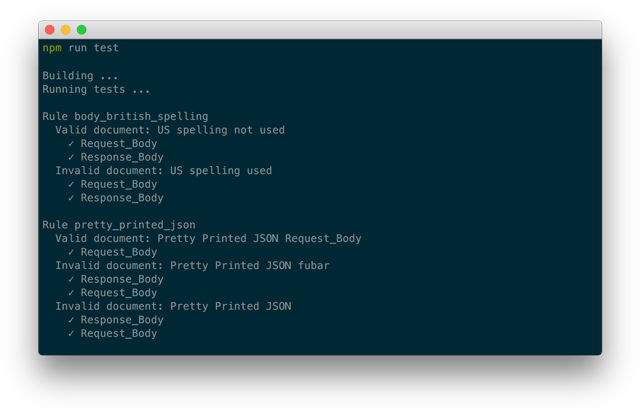 npm run test
Building ...
Running tests ...
Rule body_british_spelling
Valid document: US spelling not used
✓ Request_Body
✓ Response_Body
Invalid document: US spelling used
✓ Request_Body
✓ Response_Body
Rule pretty_printed_json
Valid document: Pretty Printed JSON Request_Body
✓ Request_Body
Invalid document: Pretty Printed JSON fubar
✓ Response_Body
✓ Request_Body
Invalid document: Pretty Printed JSON
✓ Response_Body
✓ Request_Body